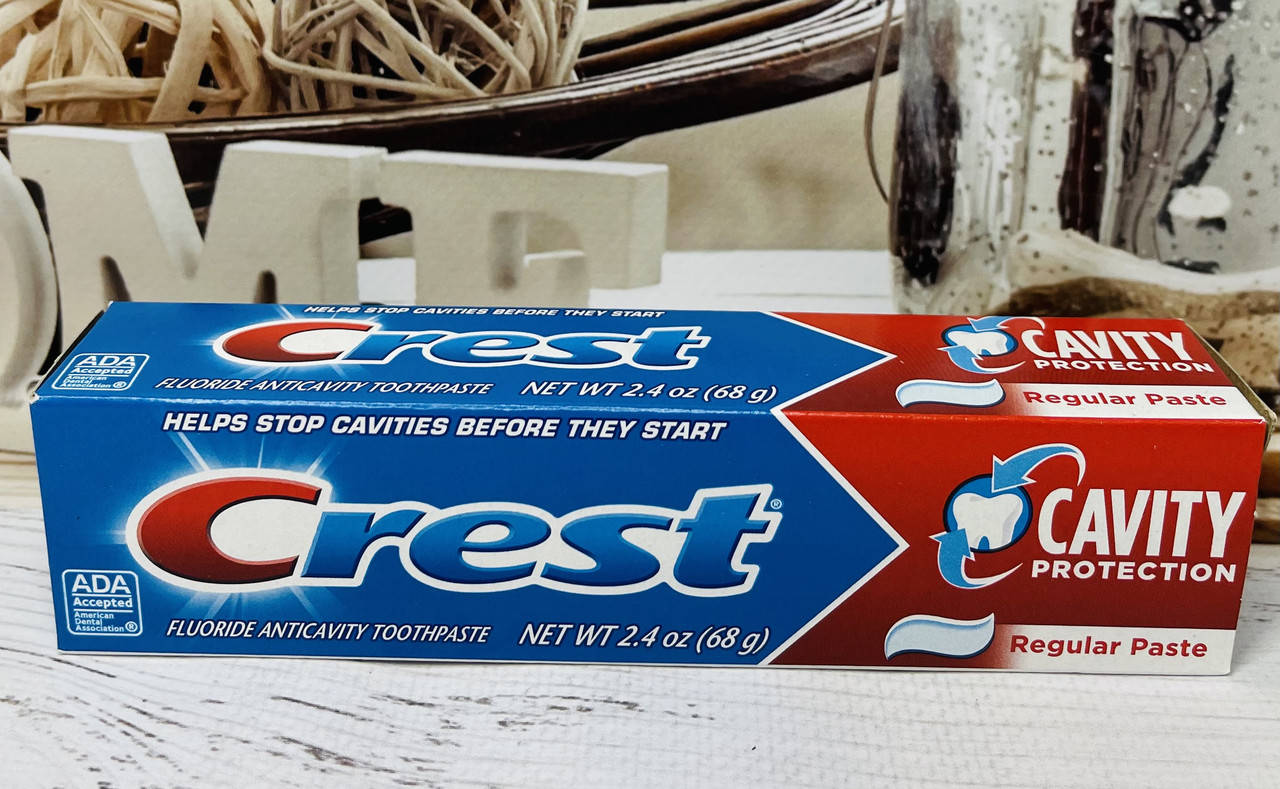 OME
HELPS STOP CAVITIES BEFORE THEY START
Crest
ADA
Accepted
American
Dental
Association®
FLUORIDE ANTICAVITY TOOTHPASTE NET WT 2.4 oz (68 g)
CAVITY
PROTECTION
Regular Paste
HELPS STOP CAVITIES BEFORE THEY START
Crest®
ADA
Accepted
American
Dental
Association®
FLUORIDE ANTICAVITY TOOTHPASTE NET WT 2.4 oz (68 g)
CAVITY
PROTECTION
Regular Paste